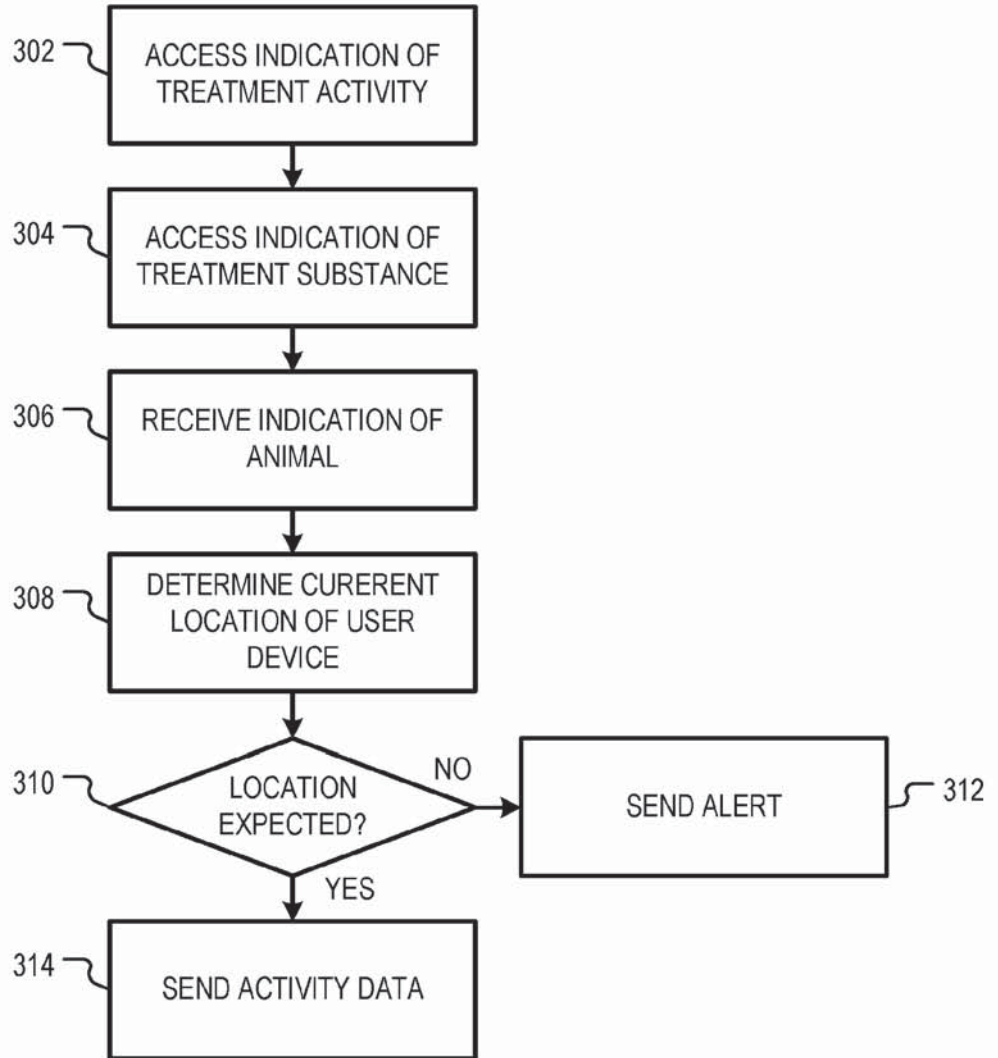 302
ACCESS INDICATION OF
TREATMENT ACTIVITY
304
ACCESS INDICATION OF
TREATMENT SUBSTANCE
306
RECEIVE INDICATION OF
ANIMAL
308
DETERMINE CURERENT
LOCATION OF USER
DEVICE
310
LOCATION
EXPECTED?
NO
SEND ALERT
312
YES
314
SEND ACTIVITY DATA